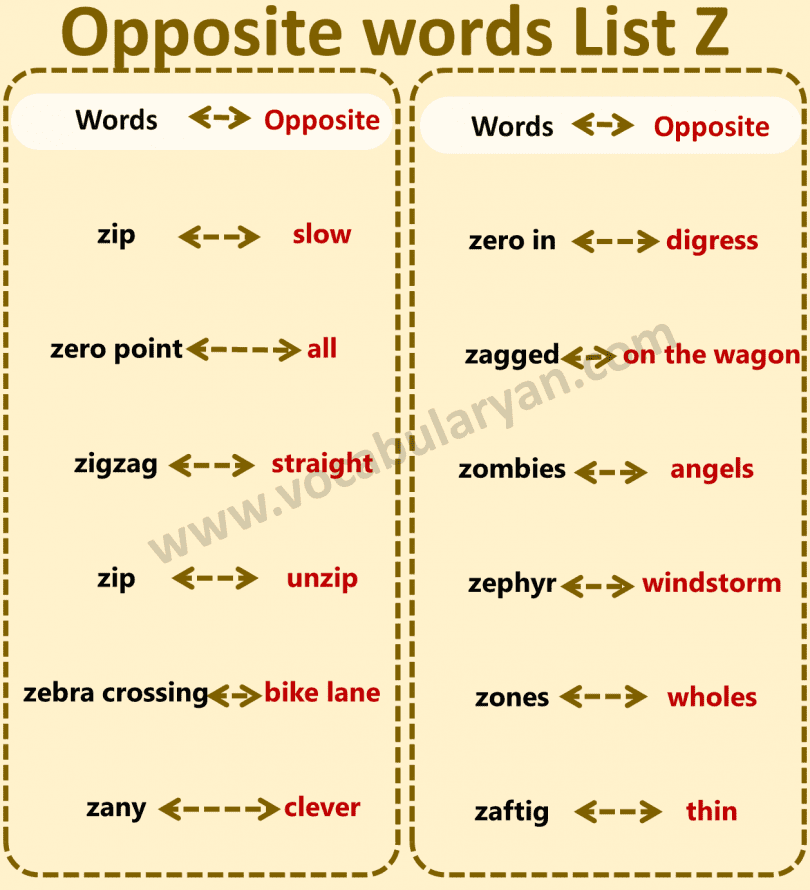 Opposite words List Z
Words Opposite
zip slow
zero point all
zigzag straight
zip unzip
zebra crossing bike lane
zany clever
Words Opposite
zero in digress
zagged on the wagon
zombies angels
zephyr windstorm
zones wholes
zaftig thin
www.vocabularyan.com